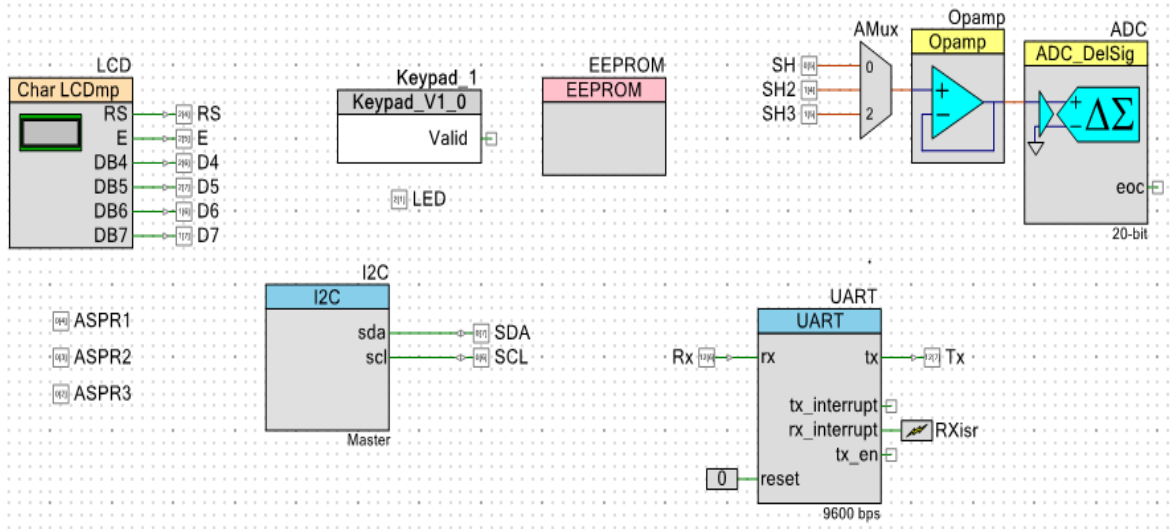 LCD
Char LCDmp
RS
RS
E
E
DB4
D4
DB5
D5
DB6
D6
DB7
D7
Keypad_1
Keypad_V1_0
Valid
LED
EEPROM
EEPROM
AMux
SH
0
SH2
SH3
2
Opamp
Opamp
+
−
ADC
ADC_DelSig
+
−
ΔΣ
eoc
20-bit
ASPR1
ASPR2
ASPR3
I2C
I2C
sda
SDA
scl
SCL
Master
UART
UART
Rx
rx
tx
Tx
tx_interrupt
rx_interrupt
RXisr
tx_en
0
reset
9600 bps